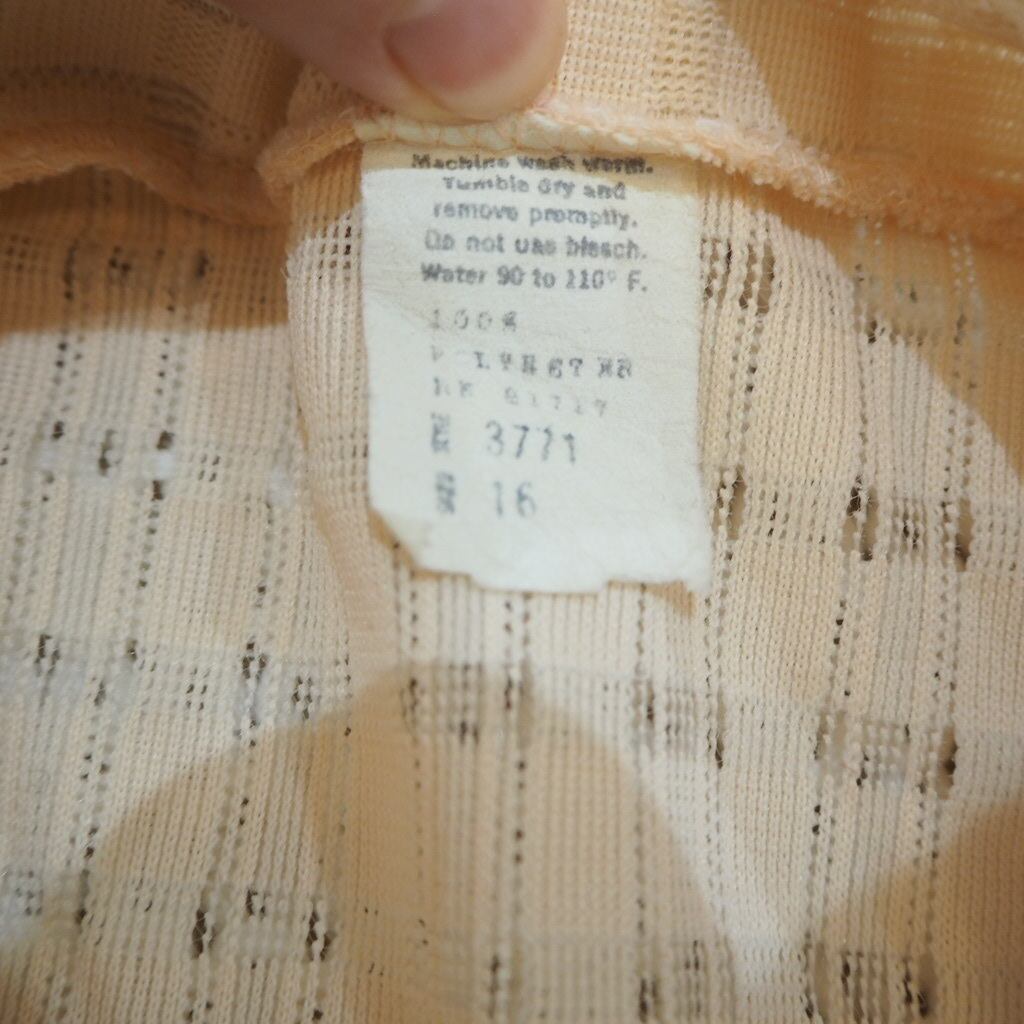 Machine wash warm.
Tumble dry and
remove promptly.
Do not use bleach.
Water 90 to 110° F.
100%
POLYESTER
3771
16